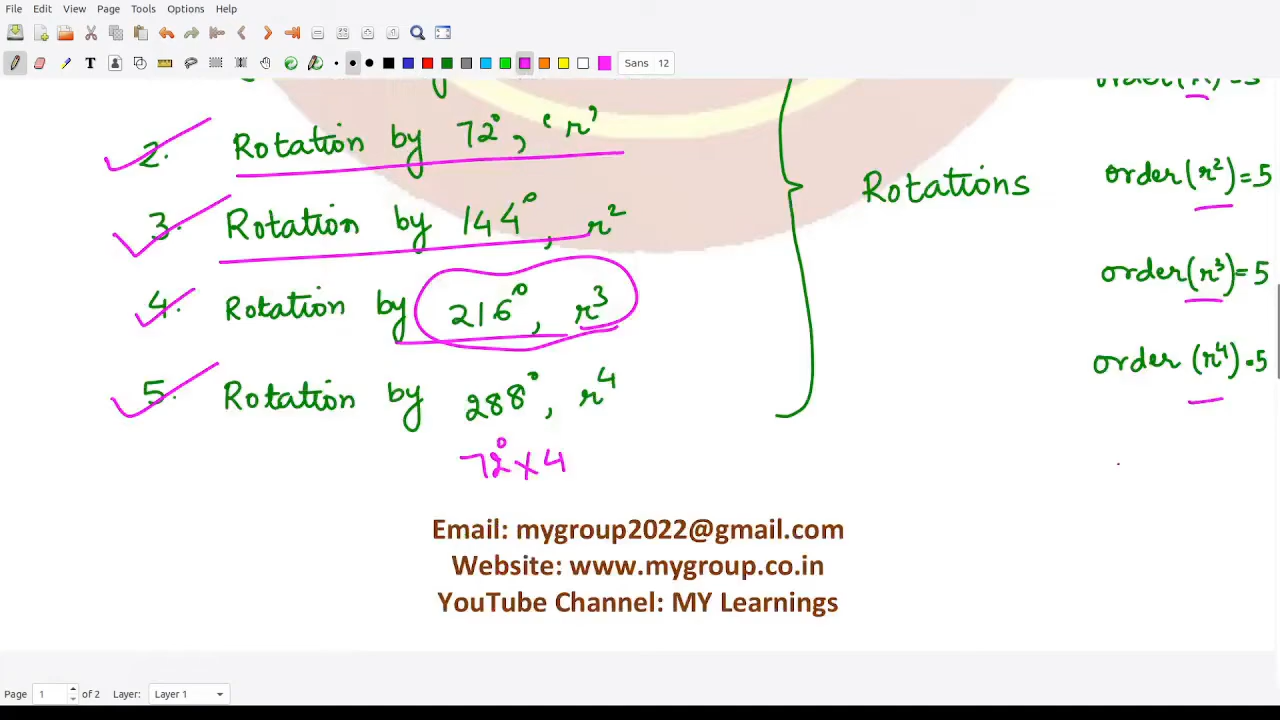 File Edit View Page Tools Options Help
Sans 12
2. Rotation by 72°, 'r'
3. Rotation by 144°, r²
4. Rotation by 216°, r³
5. Rotation by 288°, r⁴
72° × 4
Rotations
order(r²)=5
order(r³)=5
order (r⁴)=5
Email: mygroup2022@gmail.com
Website: www.mygroup.co.in
YouTube Channel: MY Learnings
Page 1 of 2 Layer: Layer 1